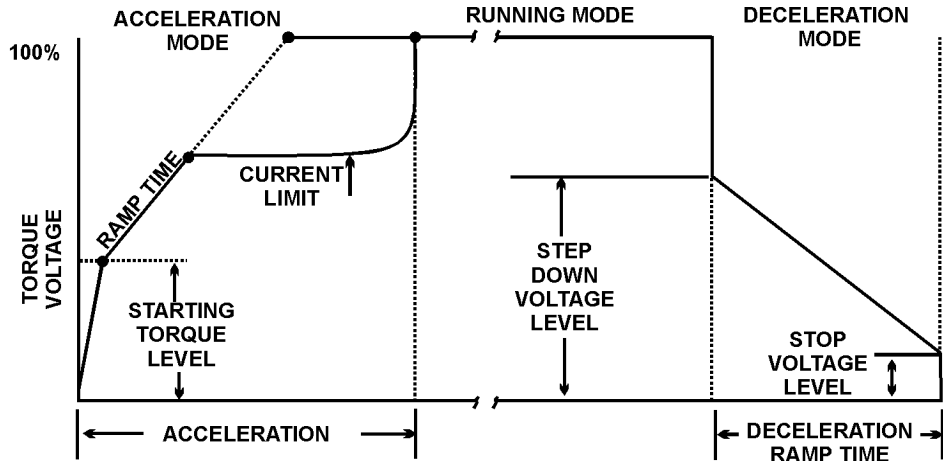 ACCELERATION
MODE
RUNNING MODE
DECELERATION
MODE
100%
TORQUE
VOLTAGE
RAMP TIME
CURRENT
LIMIT
STARTING
TORQUE
LEVEL
STEP
DOWN
VOLTAGE
LEVEL
STOP
VOLTAGE
LEVEL
ACCELERATION
DECELERATION
RAMP TIME